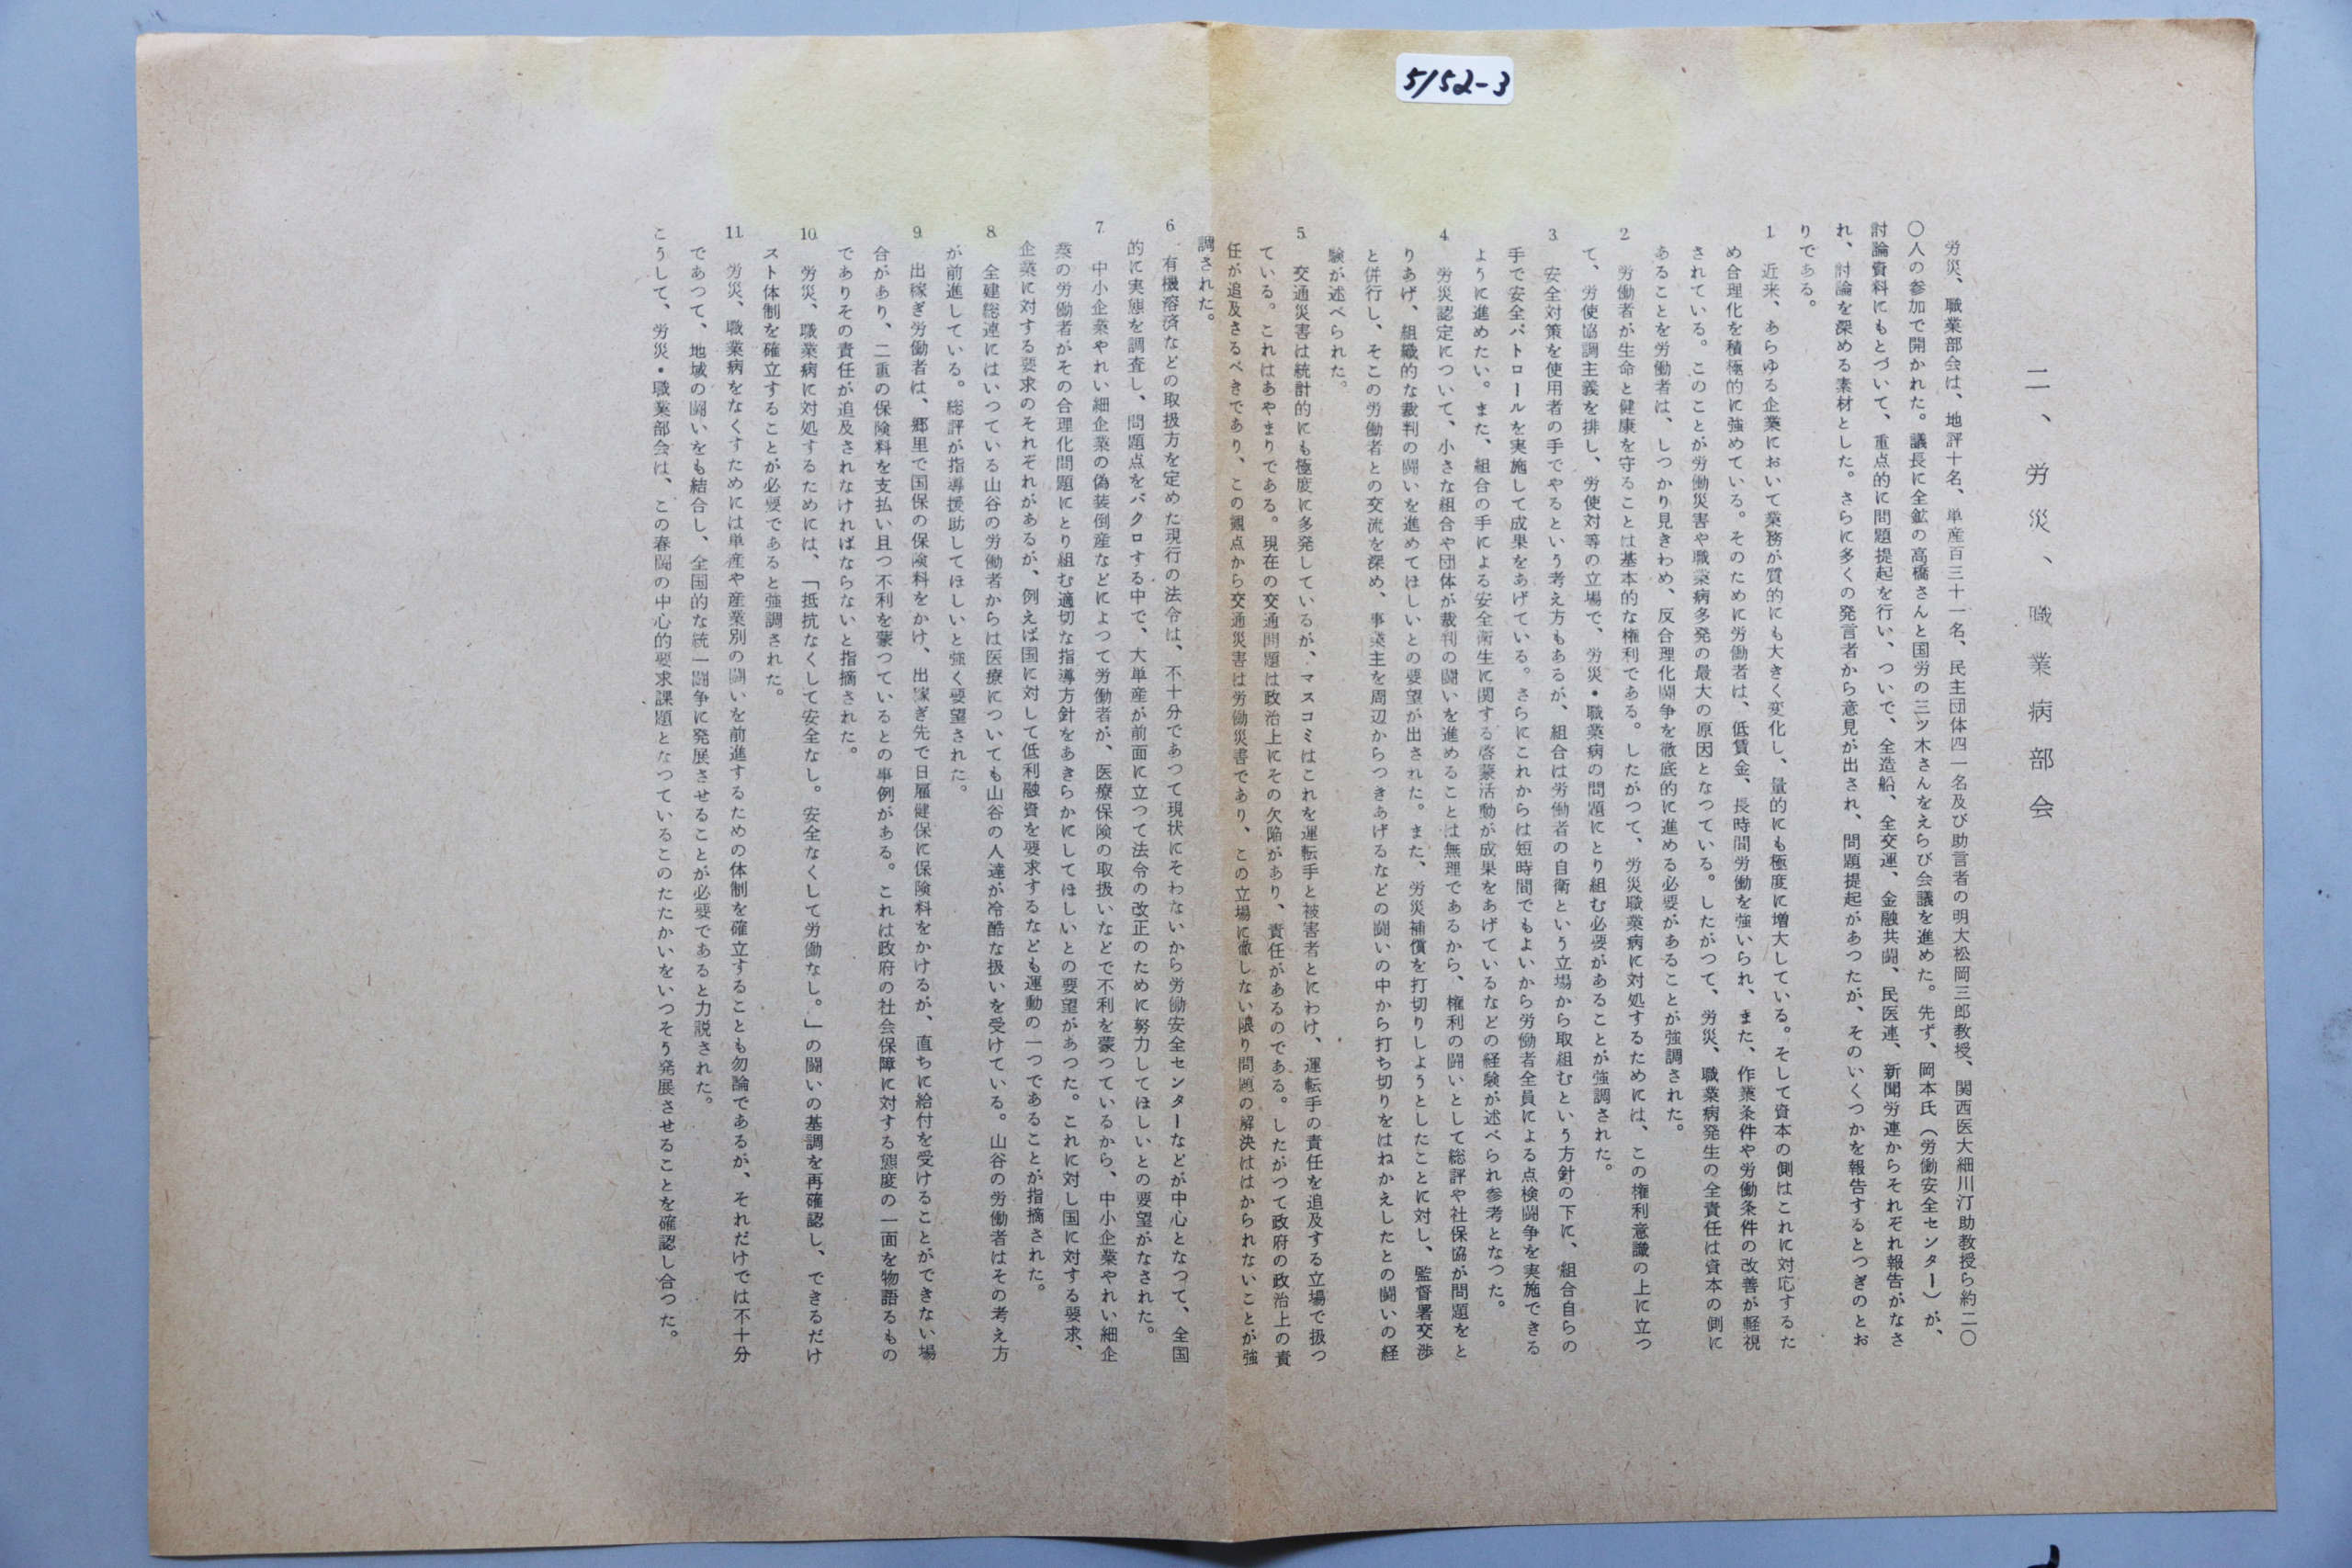 5152-3
二、労災、職業病部会
労災、職業部会は、地評十名、単産百三十一名、民主団体四一名及び助言者の明大松岡三郎教授、関西医大細川汀助教授ら約二〇
〇人の参加で開かれた。議長に全鉱の高橋さんと国労の三ッ木さんをえらび会議を進めた。先ず、岡本氏（労働安全センター）が、
討論資料にもとづいて、重点的に問題提起を行い、ついで、全造船、全交運、金融共闘、民医連、新聞労連からそれぞれ報告がなさ
れ、討論を深める素材とした。さらに多くの発言者から意見が出され、問題提起があつたが、そのいくつかを報告するとつぎのとお
りである。
1 近来、あらゆる企業において業務が質的にも大きく変化し、量的にも極度に増大している。そして資本の側はこれに対応するた
め合理化を積極的に強めている。そのために労働者は、低賃金、長時間労働を強いられ、また、作業条件や労働条件の改善が軽視
されている。このことが労働災害や職業病多発の最大の原因となつている。したがつて、労災、職業病発生の全責任は資本の側に
あることを労働者は、しつかり見きわめ、反合理化闘争を徹底的に進める必要があることが強調された。
2 労働者が生命と健康を守ることは基本的な権利である。したがつて、労災職業病に対処するためには、この権利意識の上に立つ
て、労使協調主義を排し、労使対等の立場で、労災・職業病の問題にとり組む必要があることが強調された。
3 安全対策を使用者の手でやるという考え方もあるが、組合は労働者の自衛という立場から取組むという方針の下に、組合自らの
手で安全パトロールを実施して成果をあげている。さらにこれからは短時間でもよいから労働者全員による点検闘争を実施できる
ように進めたい。また、組合の手による安全衛生に関する啓蒙活動が成果をあげているなどの経験が述べられ参考となつた。
4 労災認定について、小さな組合や団体が裁判の闘いを進めることは無理であるから、権利の闘いとして総評や社保協が問題をと
りあげ、組織的な裁判の闘いを進めてほしいとの要望が出された。また、労災補償を打切りしようとしたことに対し、監督署交渉
と併行し、そこの労働者との交流を深め、事業主を周辺からつきあげるなどの闘いの中から打ち切りをはねかえしたとの闘いの経
験が述べられた。
5 交通災害は統計的にも極度に多発しているが、マスコミはこれを運転手と被害者とにわけ、運転手の責任を追及する立場で扱つ
ている。これはあやまりである。現在の交通問題は政治上にその欠陥があり、責任があるのである。したがつて政府の政治上の責
任が追及さるべきであり、この観点から交通災害は労働災害であり、この立場に徹しない限り問題の解決ははかられないことが強
調された。
6 有機溶済などの取扱方を定めた現行の法令は、不十分であつて現状にそわないから労働安全センターなどが中心となつて、全国
的に実態を調査し、問題点をバクロする中で、大単産が前面に立つて法令の改正のために努力してほしいとの要望がなされた。
7 中小企業やれい細企業の偽装倒産などによつて労働者が、医療保険の取扱いなどで不利を蒙つているから、中小企業やれい細企
業の労働者がその合理化問題にとり組む適切な指導方針をあきらかにしてほしいとの要望があつた。これに対し国に対する要求、
企業に対する要求のそれぞれがあるが、例えば国に対して低利融資を要求するなども運動の一つであることが指摘された。
8 全建総連にはいつている山谷の労働者からは医療についても山谷の人達が冷酷な扱いを受けている。山谷の労働者はその考え方
が前進している。総評が指導援助してほしいと強く要望された。
9 出稼ぎ労働者は、郷里で国保の保険料をかけ、出稼ぎ先で日雇健保に保険料をかけるが、直ちに給付を受けることができない場
合があり、二重の保険料を支払い且つ不利を蒙つているとの事例がある。これは政府の社会保障に対する態度の一面を物語るもの
でありその責任が追及されなければならないと指摘された。
10 労災、職業病に対処するためには、「抵抗なくして安全なし。安全なくして労働なし。」の闘いの基調を再確認し、できるだけ
スト体制を確立することが必要であると強調された。
11 労災、職業病をなくすためには単産や産業別の闘いを前進するための体制を確立することも勿論であるが、それだけでは不十分
であつて、地域の闘いをも結合し、全国的な統一闘争に発展させることが必要であると力説された。
こうして、労災・職業部会は、この春闘の中心的要求課題となつているこのたたかいをいつそう発展させることを確認し合つた。